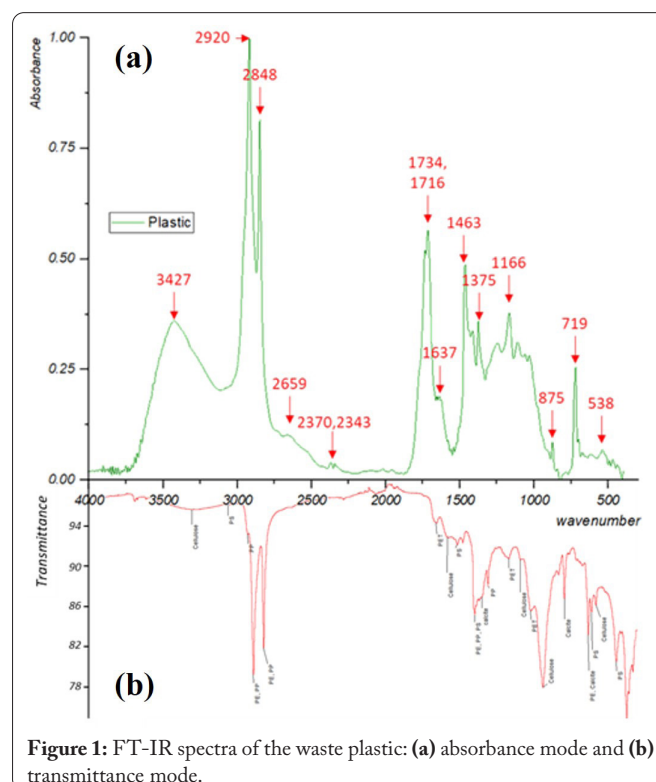 2920
(a)
2848
1734,
1716
Plastic
1463
1166
3427
1375
719
2659
1637
2370,2343
875
538
Absorbance
1.00
0.75
0.50
0.25
0.00
4000 3500 3000 2500 2000 1500 1000 500
wavenumber
Transmittance
94
90
86
82
78
(b)
Cellulose
PS
PP
PE, PP
PE, PP
PET
Cellulose
PS
PE, PP, PS
calcite
PP
PET
Cellulose
PET
Cellulose
Calcite
PE, Calcite
PS
Cellulose
PS
Figure 1: FT-IR spectra of the waste plastic: (a) absorbance mode and (b)
transmittance mode.